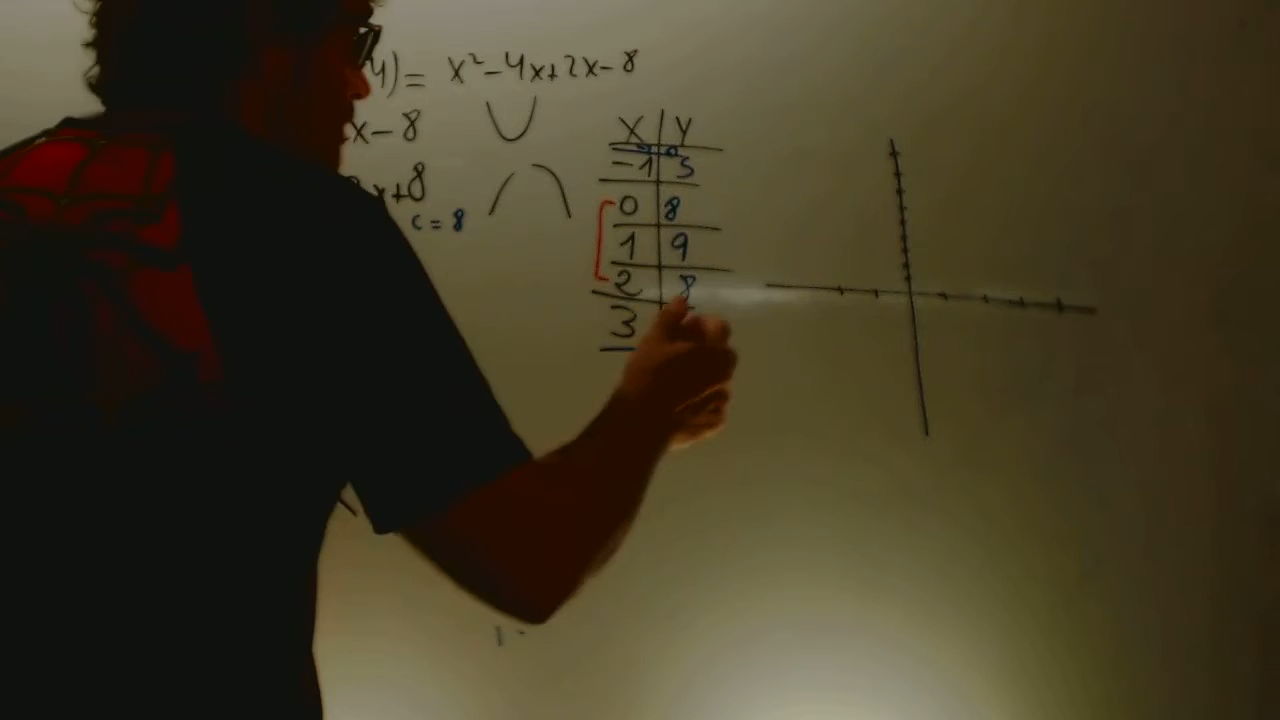 4) = x²-4x+2x-8
x-8
x+8
c=8
X Y
-1 5
0 8
1 9
2 8
3